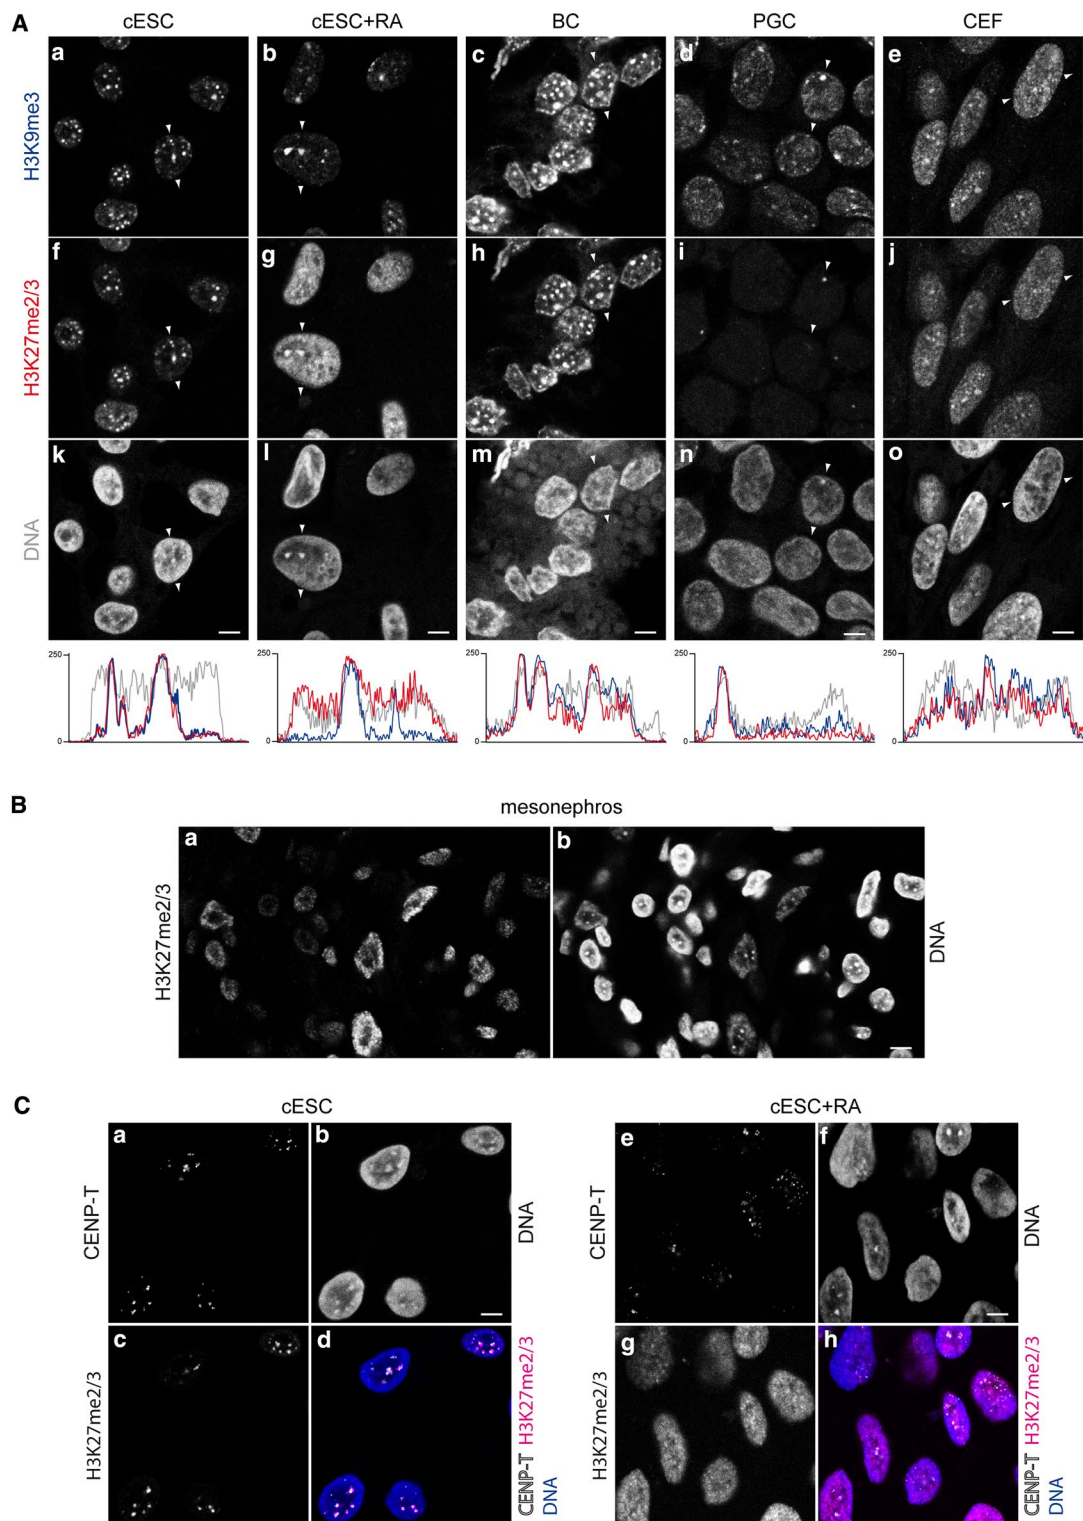 A
cESC
cESC+RA
BC
PGC
CEF
H3K9me3
a
b
c
d
e
H3K27me2/3
f
g
h
i
j
DNA
k
l
m
n
o
250
0
250
0
250
0
250
0
250
0
B
mesonephros
H3K27me2/3
a
b
DNA
C
cESC
cESC+RA
CENP-T
a
b
DNA
CENP-T
e
f
DNA
H3K27me2/3
c
d
CENP-T H3K27me2/3
DNA
H3K27me2/3
g
h
CENP-T H3K27me2/3
DNA